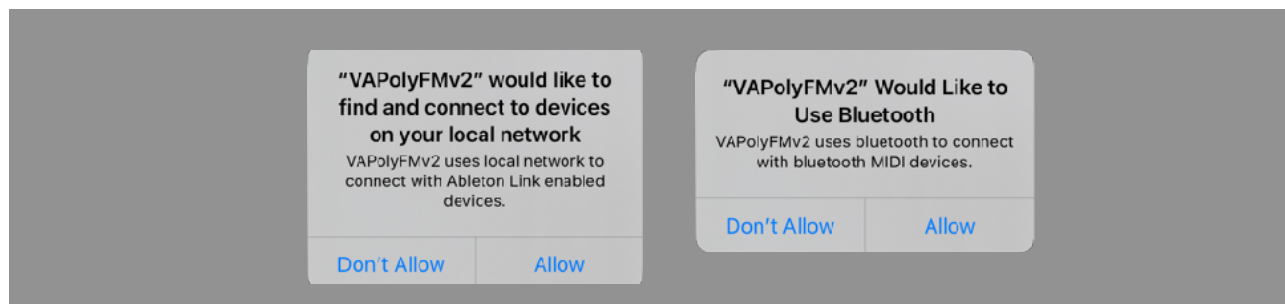 “VAPolyFMv2” would like to
find and connect to devices
on your local network
VAPolyFMv2 uses local network to
connect with Ableton Link enabled
devices.
Don’t Allow
Allow
“VAPolyFMv2” Would Like to
Use Bluetooth
VAPolyFMv2 uses bluetooth to connect
with bluetooth MIDI devices.
Don’t Allow
Allow